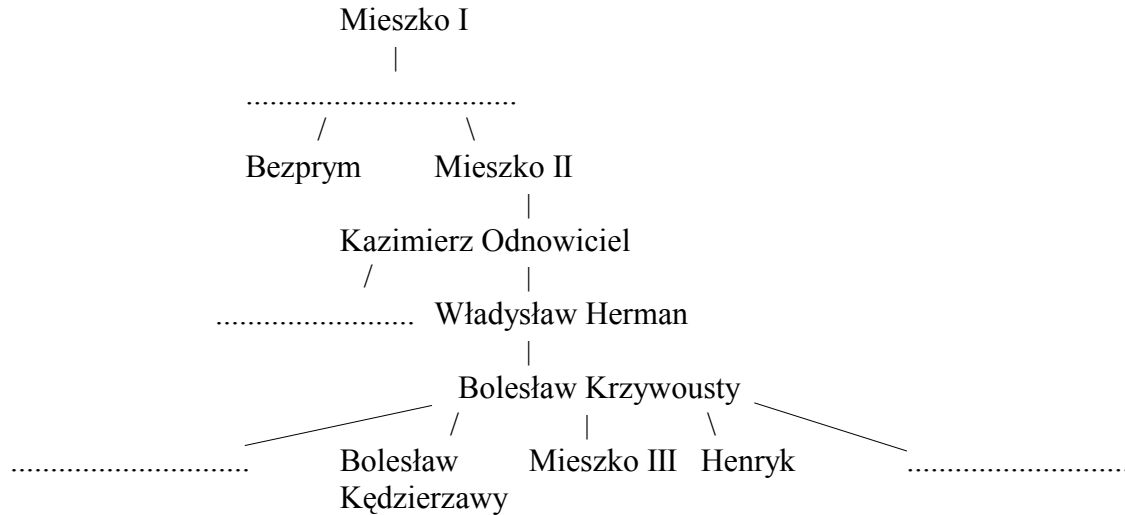 Mieszko I
|
..................................
/ \
Bezprym Mieszko II
|
Kazimierz Odnowiciel
/ |
......................... Władysław Herman
|
Bolesław Krzywousty
/ | \
.............................. Bolesław Mieszko III Henryk ............................
Kędzierzawy